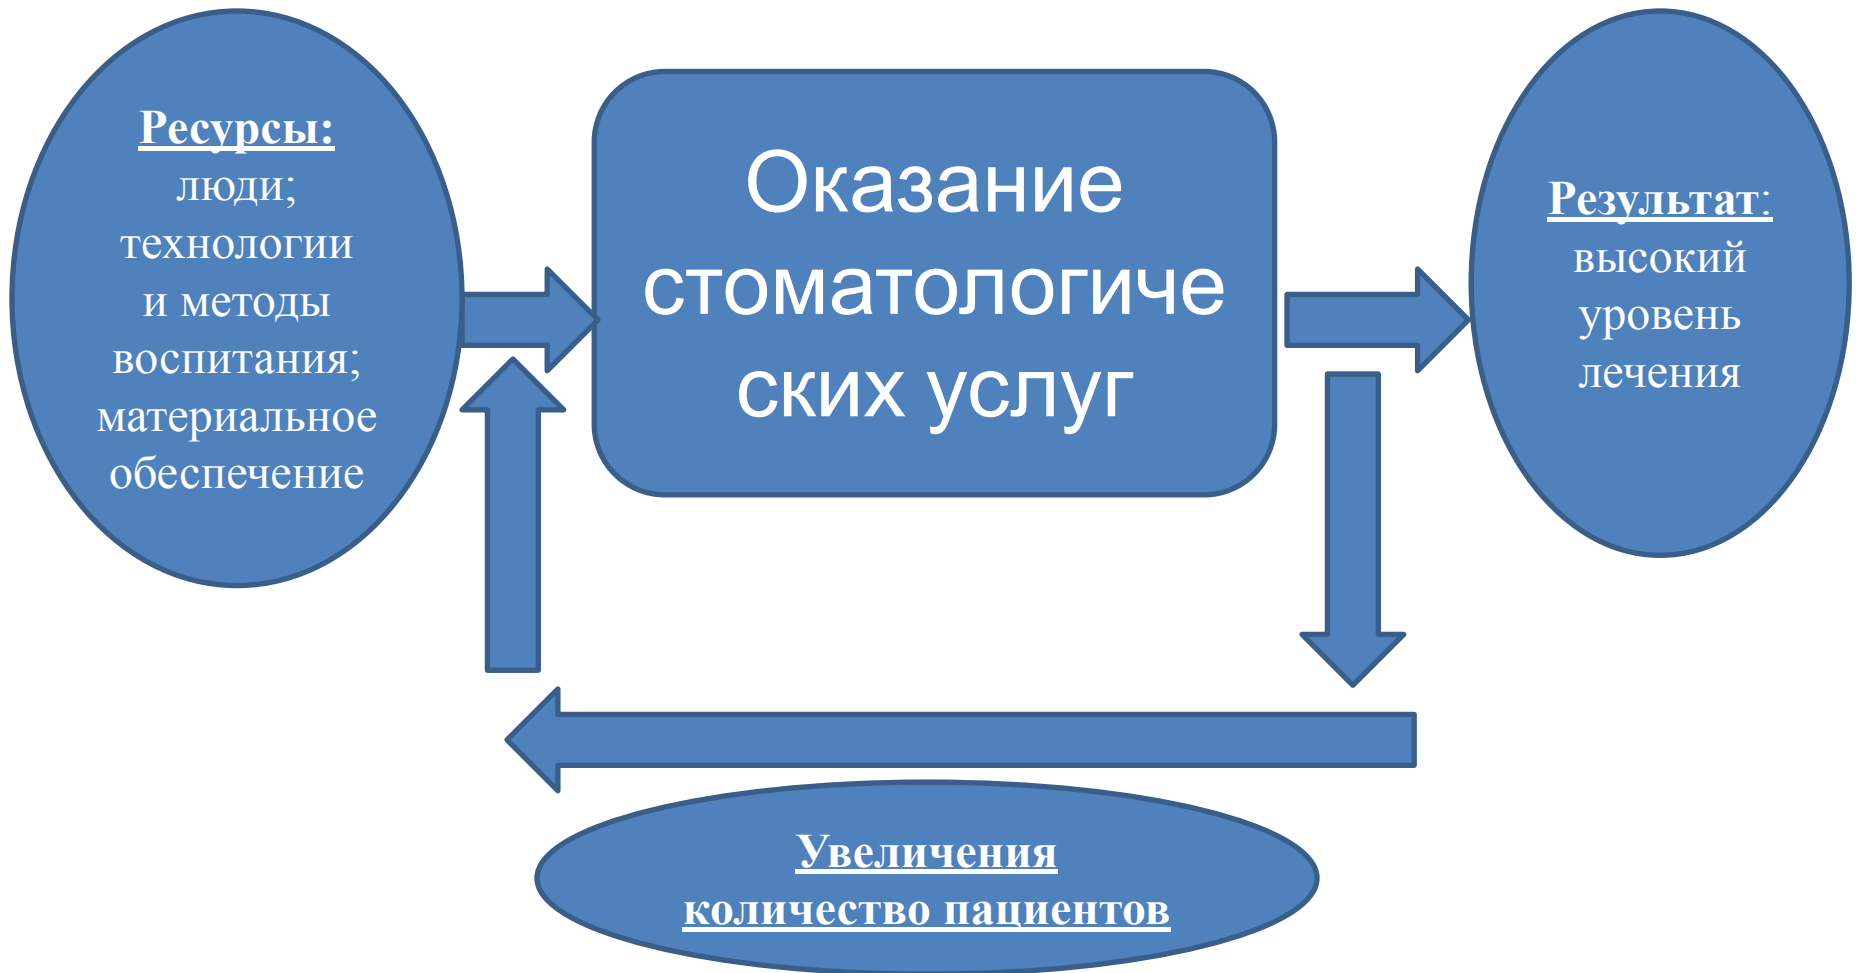 Ресурсы:
люди;
технологии
и методы
воспитания;
материальное
обеспечение
Оказание
стоматологиче
ских услуг
Результат:
высокий
уровень
лечения
Увеличения
количество пациентов